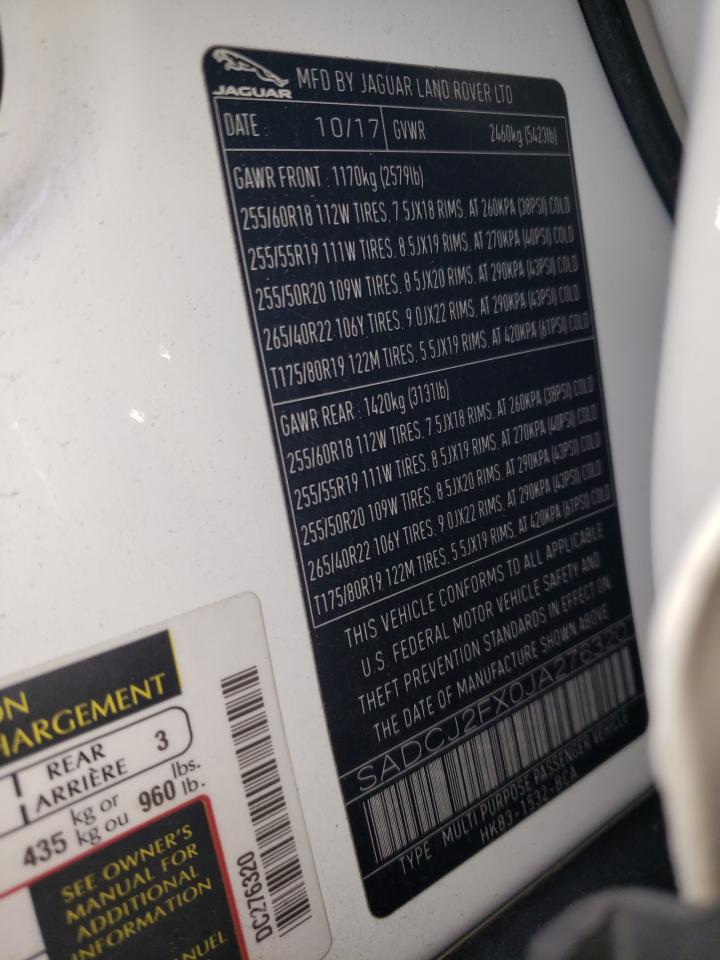 JAGUAR MFD BY JAGUAR LAND ROVER LTD
DATE: 10/17 GVWR 2460kg (5423lb)
GAWR FRONT: 1170kg (2579lb)
255/60R18 112W TIRES, 7.5JX18 RIMS, AT 260KPA (38PSI) COLD
255/55R19 111W TIRES, 8.5JX19 RIMS, AT 270KPA (40PSI) COLD
255/50R20 109W TIRES, 8.5JX20 RIMS, AT 290KPA (43PSI) COLD
265/40R22 106Y TIRES, 9.0JX22 RIMS, AT 290KPA (43PSI) COLD
T175/80R19 122M TIRES, 5.5JX19 RIMS, AT 420KPA (61PSI) COLD
GAWR REAR: 1420kg (3131lb)
255/60R18 112W TIRES, 7.5JX18 RIMS, AT 260KPA (38PSI) COLD
255/55R19 111W TIRES, 8.5JX19 RIMS, AT 270KPA (40PSI) COLD
255/50R20 109W TIRES, 8.5JX20 RIMS, AT 290KPA (43PSI) COLD
265/40R22 106Y TIRES, 9.0JX22 RIMS, AT 290KPA (43PSI) COLD
T175/80R19 122M TIRES, 5.5JX19 RIMS, AT 420KPA (61PSI) COLD
THIS VEHICLE CONFORMS TO ALL APPLICABLE
U.S. FEDERAL MOTOR VEHICLE SAFETY AND
THEFT PREVENTION STANDARDS IN EFFECT ON
THE DATE OF MANUFACTURE SHOWN ABOVE
SADCJ2FX0JA276320
TYPE: MULTI PURPOSE PASSENGER VEHICLE
HK83-1532-BCA
ON
HARGEMENT
REAR 3
ARRIÈRE
435 kg or 960 lbs.
kg ou lb.
SEE OWNER'S
MANUAL FOR
ADDITIONAL
INFORMATION
NUEL
DC276320